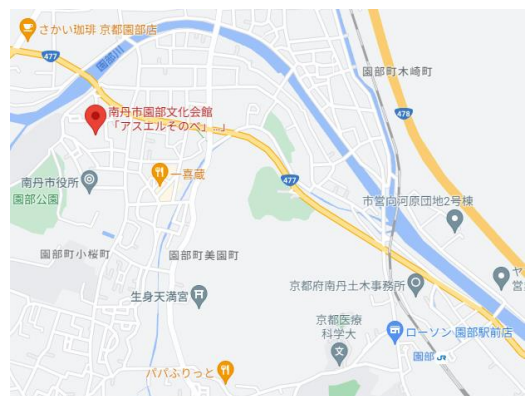 さかい珈琲 京都園部店
477
園部川
園部町木崎町
478
南丹市園部文化会館
「アスエルそのべ」...
一喜蔵
南丹市役所
園部公園
477
市営向河原団地2号棟
園部町小桜町
園部町美園町
京都府南丹土木事務所
ヤ
営
生身天満宮
京都医療
科学大
ローソン 園部駅前店
園部 JR
パパふりっと